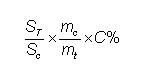 S_T/S_c × m_c/m_t × C%